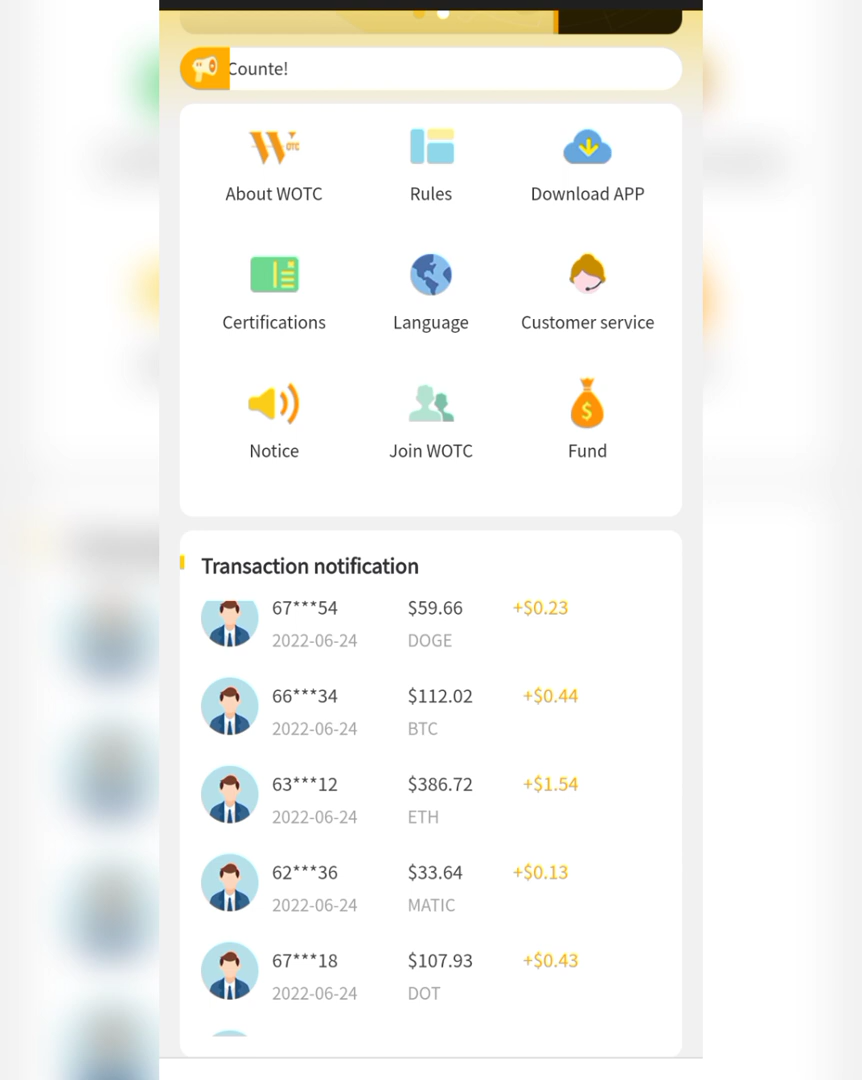 Counte!
W OTC
About WOTC
Rules
Download APP
Certifications
Language
Customer service
$
Notice
Join WOTC
Fund
Transaction notification
67***54 $59.66 +$0.23
2022-06-24 DOGE
66***34 $112.02 +$0.44
2022-06-24 BTC
63***12 $386.72 +$1.54
2022-06-24 ETH
62***36 $33.64 +$0.13
2022-06-24 MATIC
67***18 $107.93 +$0.43
2022-06-24 DOT